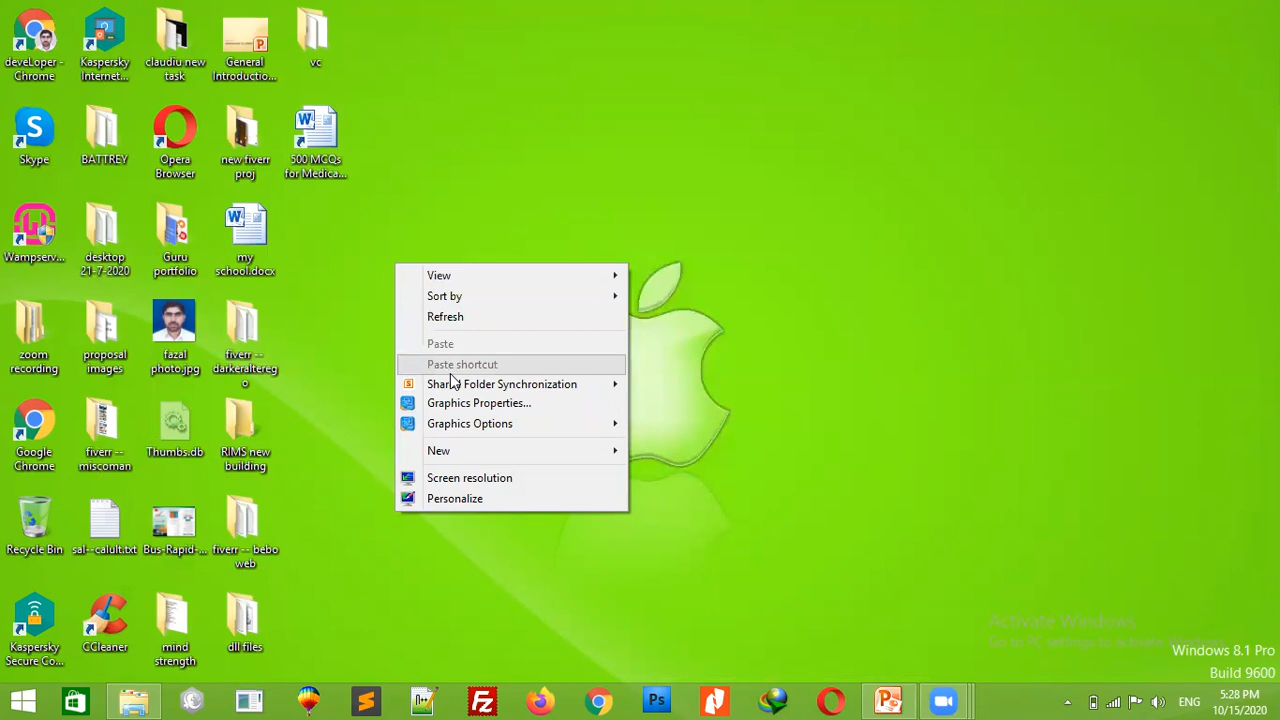 deveLoper -
Chrome
Kaspersky
Internet...
claudiu new
task
General
Introductio...
vc
Skype
BATTREY
Opera
Browser
new fiverr
proj
500 MCQs
for Medica...
Wampserv...
desktop
21-7-2020
Guru
portfolio
my
school.docx
zoom
recording
proposal
images
fazal
photo.jpg
fiverr --
darkeraltereg
o
Google
Chrome
fiverr --
miscoman
Thumbs.db
RIMS new
building
Recycle Bin
sal--calult.txt
Bus-Rapid-...
fiverr -- bebo
web
Kaspersky
Secure Co...
CCleaner
mind
strength
dll files
View
Sort by
Refresh
Paste
Paste shortcut
Folder Synchronization
Graphics Properties...
Graphics Options
New
Screen resolution
Personalize
Activate Windows
Go to PC settings to activate Windows.
Windows 8.1 Pro
Build 9600
ENG
5:28 PM
10/15/2020